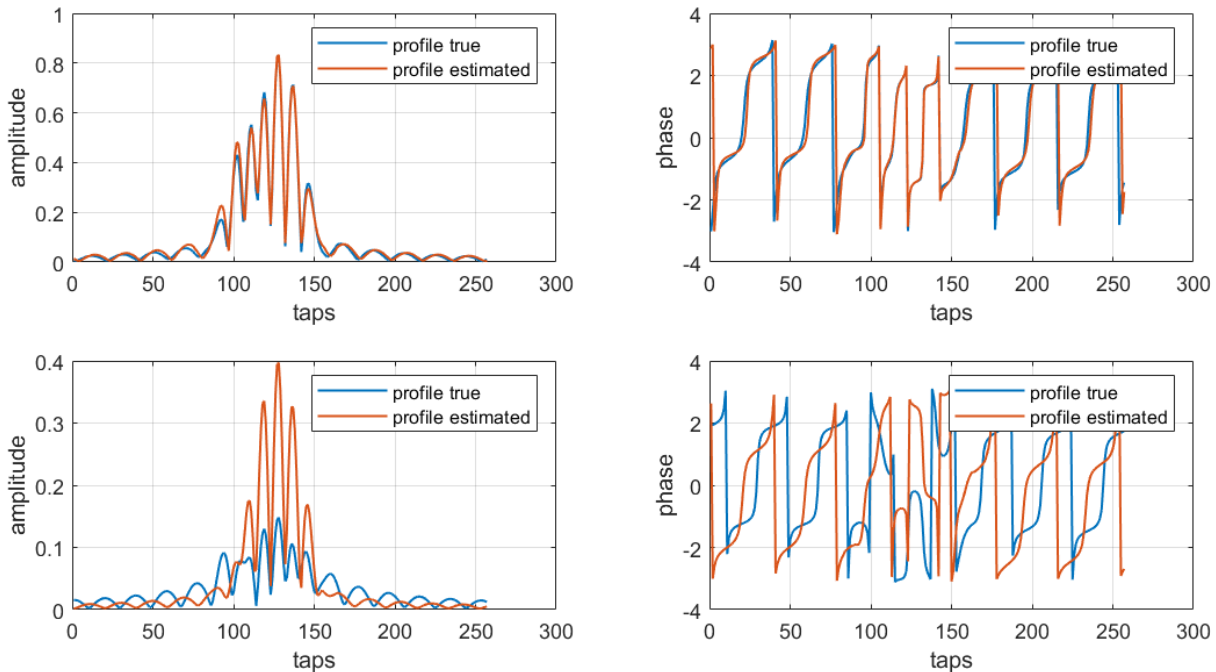 1
0.8
0.6
0.4
0.2
0
amplitude
profile true
profile estimated
0 50 100 150 200 250 300
taps
4
2
0
-2
-4
phase
profile true
profile estimated
0 50 100 150 200 250 300
taps
0.4
0.3
0.2
0.1
0
amplitude
profile true
profile estimated
0 50 100 150 200 250 300
taps
4
2
0
-2
-4
phase
profile true
profile estimated
0 50 100 150 200 250 300
taps